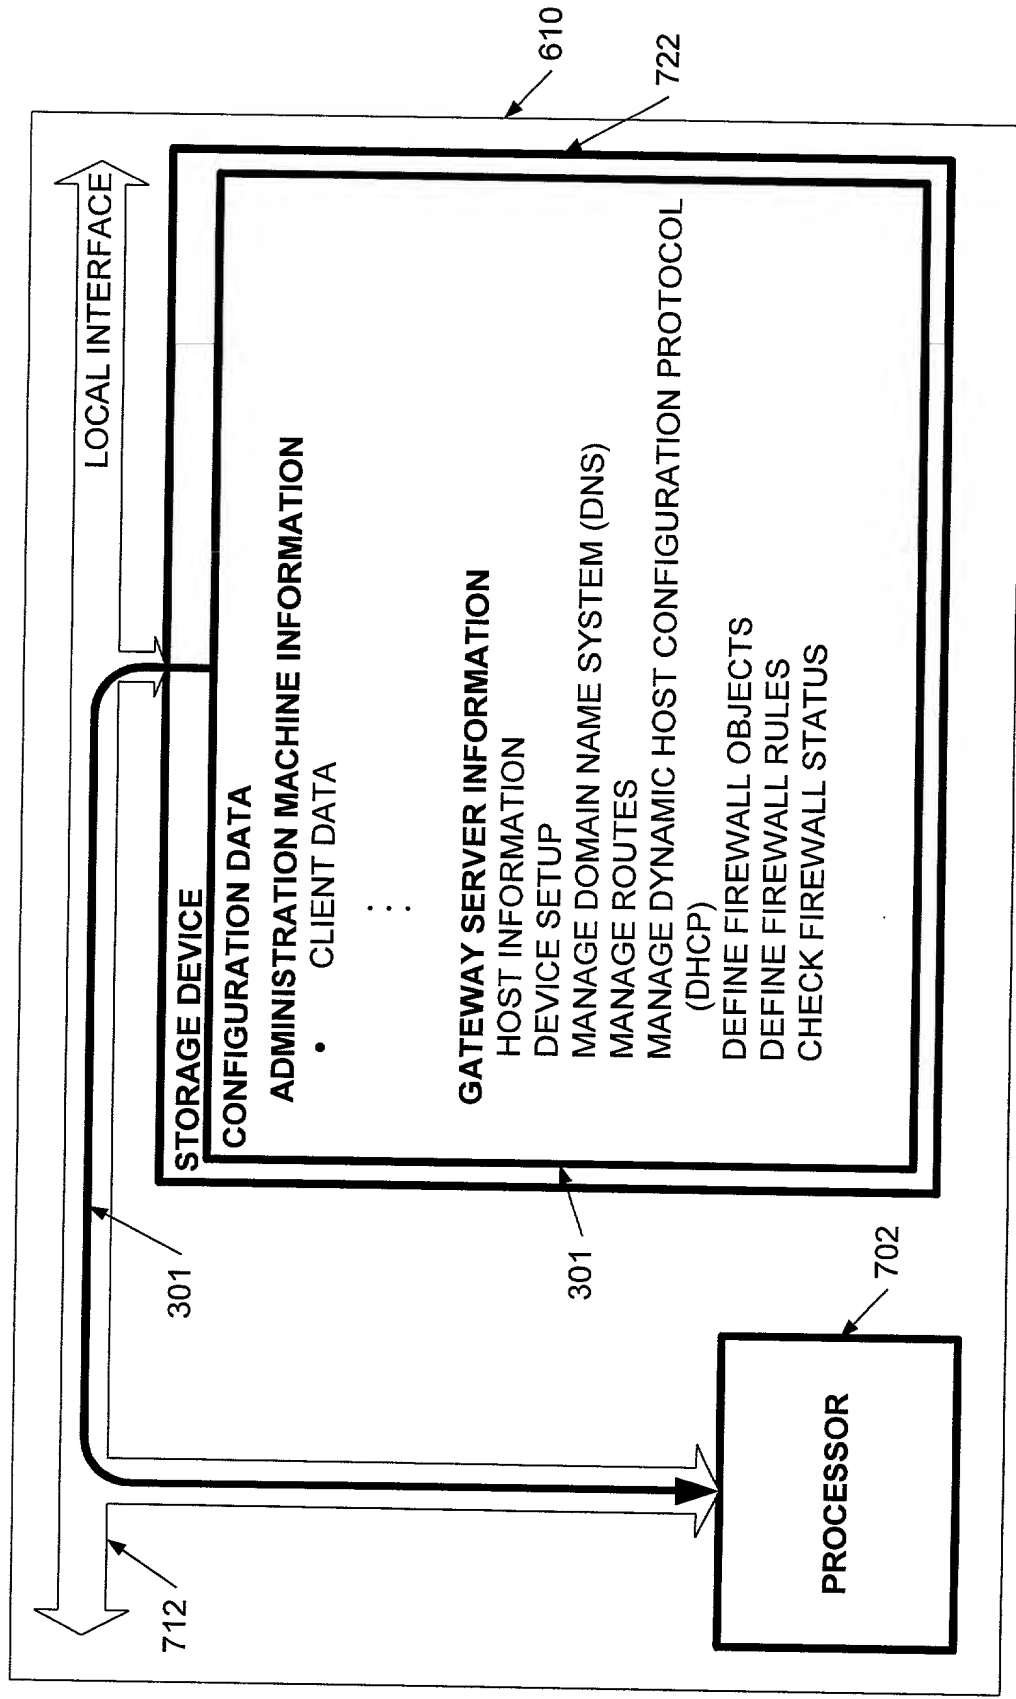 610
722
LOCAL INTERFACE
STORAGE DEVICE
CONFIGURATION DATA
ADMINISTRATION MACHINE INFORMATION
• CLIENT DATA
GATEWAY SERVER INFORMATION
HOST INFORMATION
DEVICE SETUP
MANAGE DOMAIN NAME SYSTEM (DNS)
MANAGE ROUTES
MANAGE DYNAMIC HOST CONFIGURATION PROTOCOL
(DHCP)
DEFINE FIREWALL OBJECTS
DEFINE FIREWALL RULES
CHECK FIREWALL STATUS
301
301
702
PROCESSOR
712